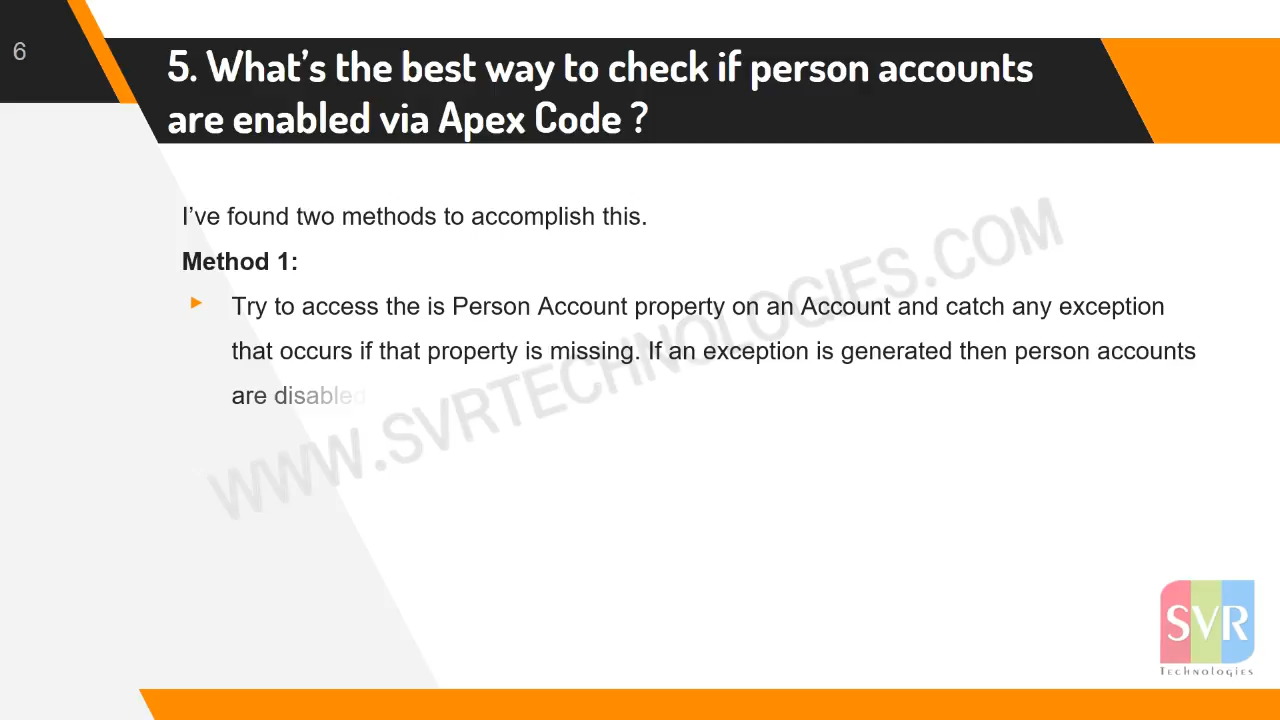 6
5. What's the best way to check if person accounts
are enabled via Apex Code ?
I've found two methods to accomplish this.
Method 1:
Try to access the is Person Account property on an Account and catch any exception
that occurs if that property is missing. If an exception is generated then person accounts
are disabled
WWW.SVRTECHNOLOGIES.COM
SVR
Technologies